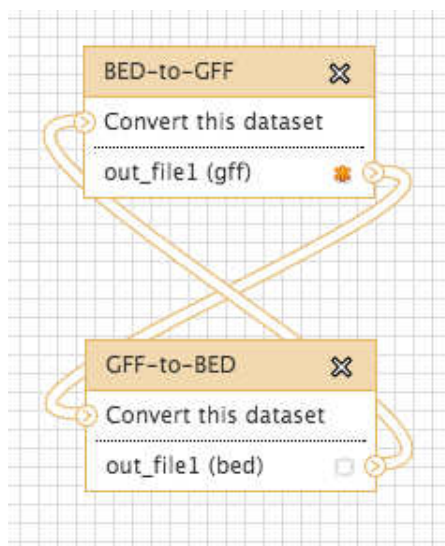 BED-to-GFF
Convert this dataset
out_file1 (gff)
GFF-to-BED
Convert this dataset
out_file1 (bed)